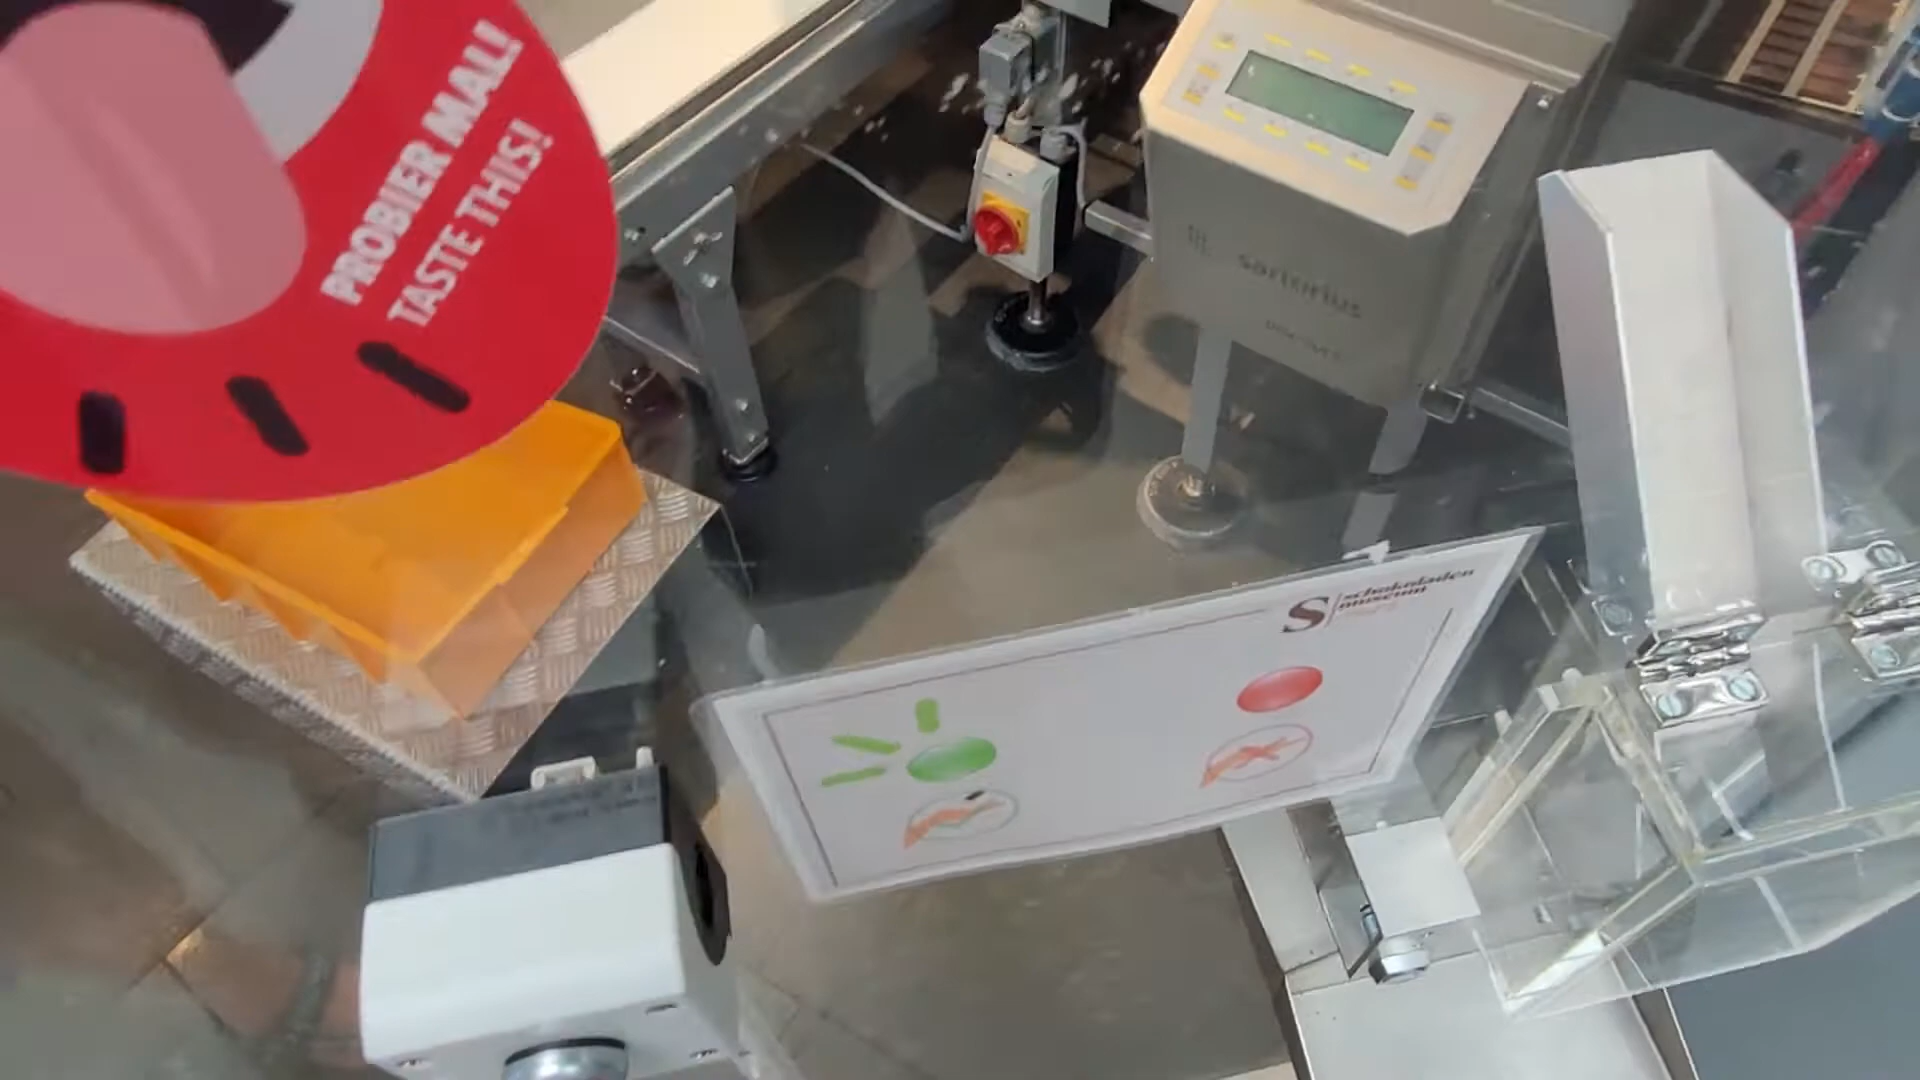 PROBIER MAL!
TASTE THIS!
sartorius
S schokoladen
museum